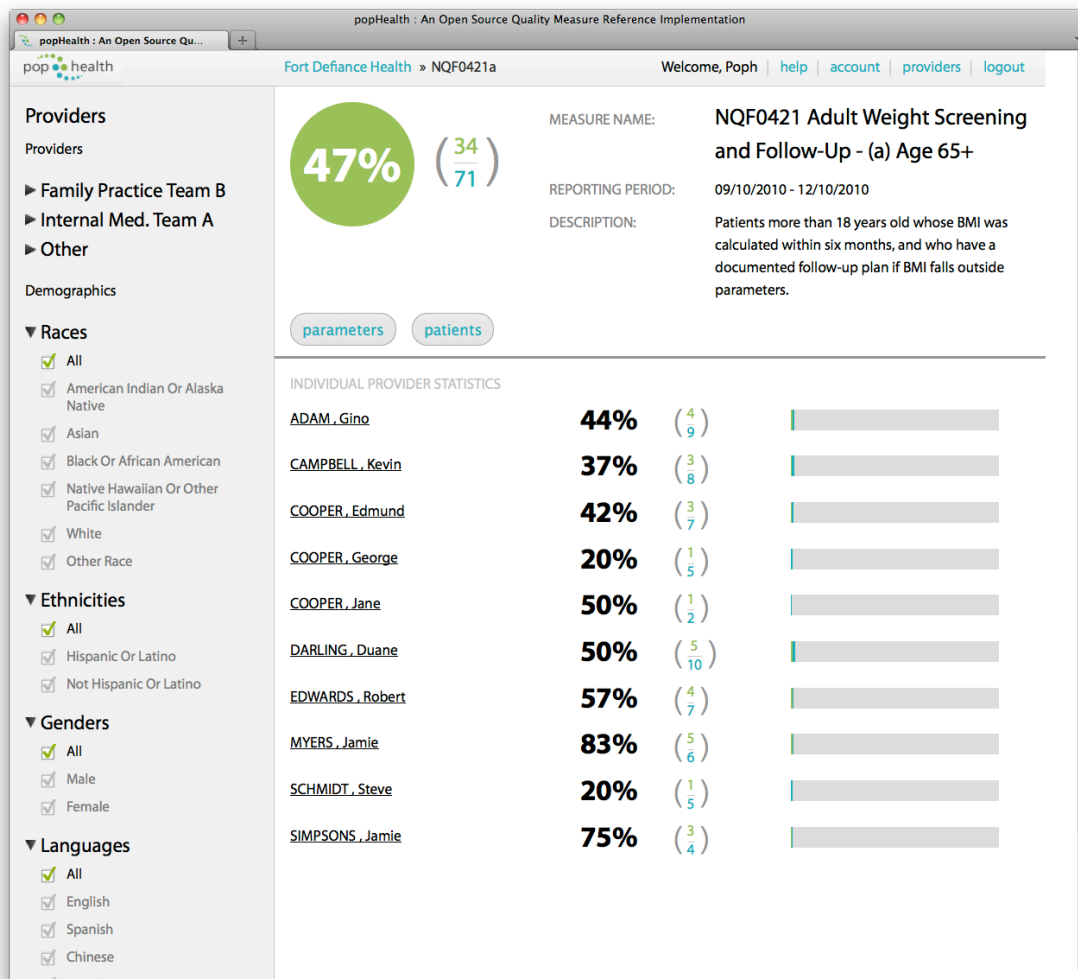 popHealth : An Open Source Quality Measure Reference Implementation
popHealth : An Open Source Qu...
+
pop health
Fort Defiance Health » NQF0421a
Welcome, Poph | help | account | providers | logout
Providers
Providers
Family Practice Team B
Internal Med. Team A
Other
Demographics
Races
All
American Indian Or Alaska
Native
Asian
Black Or African American
Native Hawaiian Or Other
Pacific Islander
White
Other Race
Ethnicities
All
Hispanic Or Latino
Not Hispanic Or Latino
Genders
All
Male
Female
Languages
All
English
Spanish
Chinese
47%
(34/71)
MEASURE NAME:
NQF0421 Adult Weight Screening
and Follow-Up - (a) Age 65+
REPORTING PERIOD:
09/10/2010 - 12/10/2010
DESCRIPTION:
Patients more than 18 years old whose BMI was
calculated within six months, and who have a
documented follow-up plan if BMI falls outside
parameters.
parameters
patients
INDIVIDUAL PROVIDER STATISTICS
ADAM , Gino 44% (4/9)
CAMPBELL , Kevin 37% (3/8)
COOPER , Edmund 42% (3/7)
COOPER , George 20% (1/5)
COOPER , Jane 50% (1/2)
DARLING , Duane 50% (5/10)
EDWARDS , Robert 57% (4/7)
MYERS , Jamie 83% (5/6)
SCHMIDT , Steve 20% (1/5)
SIMPSONS , Jamie 75% (3/4)